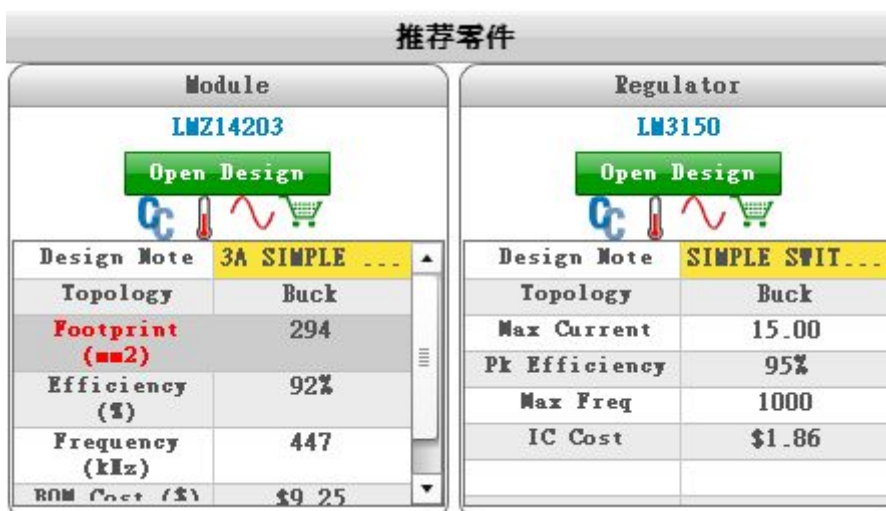 推荐零件
Module
LMZ14203
Open Design
Design Note 3A SIMPLE ...
Topology Buck
Footprint (mm2) 294
Efficiency (%) 92%
Frequency (kHz) 447
BOM Cost ($) $9.25
Regulator
LM3150
Open Design
Design Note SIMPLE SWIT...
Topology Buck
Max Current 15.00
Pk Efficiency 95%
Max Freq 1000
IC Cost $1.86